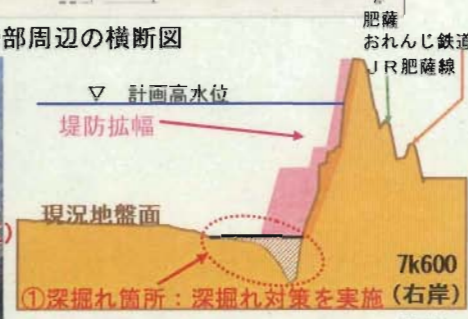 部周辺の横断図
肥薩
おれんじ鉄道
JR肥薩線
▽ 計画高水位
堤防拡幅
現況地盤面
7k600
①深掘れ箇所:深掘れ対策を実施(右岸)